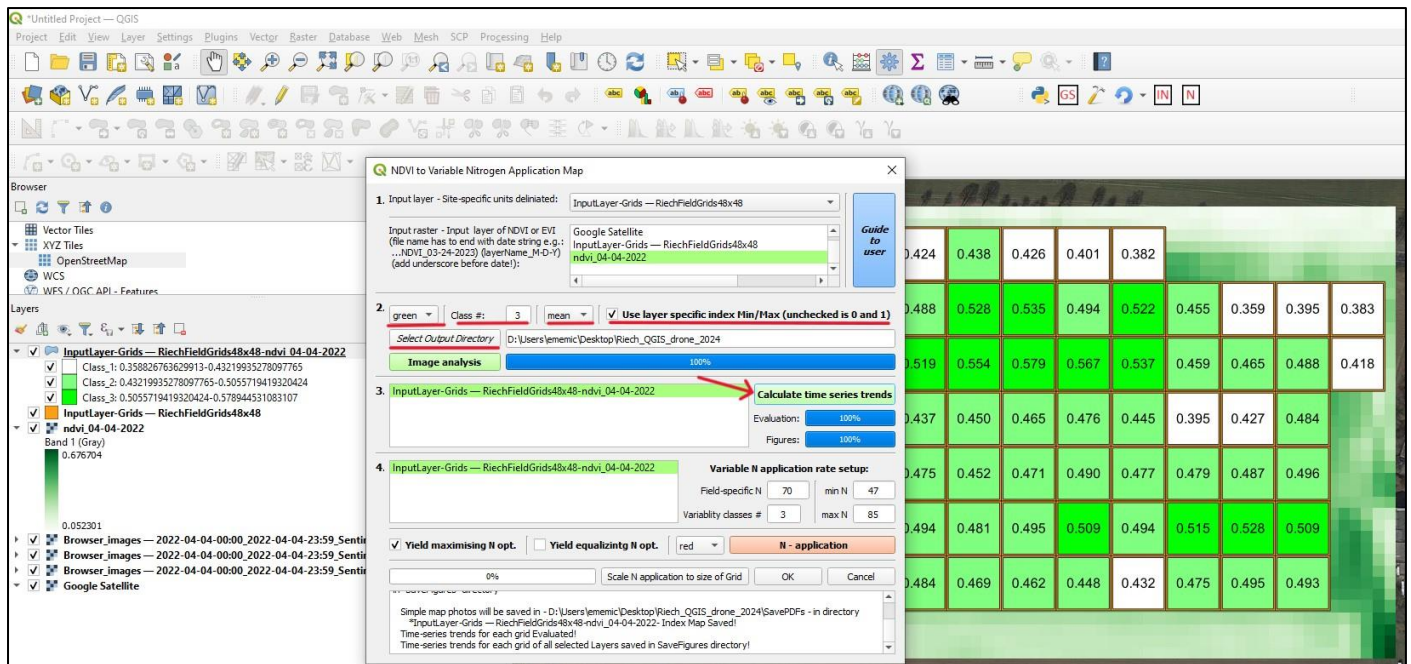 *Untitled Project — QGIS
Project Edit View Layer Settings Plugins Vector Raster Database Web Mesh SCP Processing Help
GS IN N
Browser
Vector Tiles
XYZ Tiles
OpenStreetMap
WCS
WFS / OGC API - Features
Layers
InputLayer-Grids — RiechFieldGrids48x48-ndvi_04-04-2022
Class_1: 0.358826763629913-0.43219935278097765
Class_2: 0.43219935278097765-0.5055719419320424
Class_3: 0.5055719419320424-0.578944531083107
InputLayer-Grids — RiechFieldGrids48x48
ndvi_04-04-2022
Band 1 (Gray)
0.676704
0.052301
Browser_images — 2022-04-04-00:00_2022-04-04-23:59_Sentin
Browser_images — 2022-04-04-00:00_2022-04-04-23:59_Sentin
Browser_images — 2022-04-04-00:00_2022-04-04-23:59_Sentin
Google Satellite
NDVI to Variable Nitrogen Application Map
1. Input layer - Site-specific units deliniated: InputLayer-Grids — RiechFieldGrids48x48
Input raster - Input layer of NDVI or EVI
(file name has to end with date string e.g.:
...NDVI_03-24-2023) (layerName_M-D-Y)
(add underscore before date!):
Google Satellite
InputLayer-Grids — RiechFieldGrids48x48
ndvi_04-04-2022
Guide
to
user
2. green Class #: 3 mean Use layer specific index Min/Max (unchecked is 0 and 1)
Select Output Directory D:\Users\ememic\Desktop\Riech_QGIS_drone_2024
Image analysis 100%
3. InputLayer-Grids — RiechFieldGrids48x48-ndvi_04-04-2022
Calculate time series trends
Evaluation: 100%
Figures: 100%
4. InputLayer-Grids — RiechFieldGrids48x48-ndvi_04-04-2022
Variable N application rate setup:
Field-specific N 70 min N 47
Variablity classes # 3 max N 85
Yield maximising N opt. Yield equalizintg N opt. red N - application
0% Scale N application to size of Grid OK Cancel
Simple map photos will be saved in - D:\Users\ememic\Desktop\Riech_QGIS_drone_2024\SavePDFs - in directory
*InputLayer-Grids — RiechFieldGrids48x48-ndvi_04-04-2022- Index Map Saved!
Time-series trends for each grid Evaluated!
Time-series trends for each grid of all selected Layers saved in SaveFigures directory!
0.424 0.438 0.426 0.401 0.382
0.488 0.528 0.535 0.494 0.522 0.455 0.359 0.395 0.383
0.519 0.554 0.579 0.567 0.537 0.459 0.465 0.488 0.418
0.437 0.450 0.465 0.476 0.445 0.395 0.427 0.484
0.475 0.452 0.471 0.490 0.477 0.479 0.487 0.496
0.494 0.481 0.495 0.509 0.494 0.515 0.528 0.509
0.484 0.469 0.462 0.448 0.432 0.475 0.495 0.493